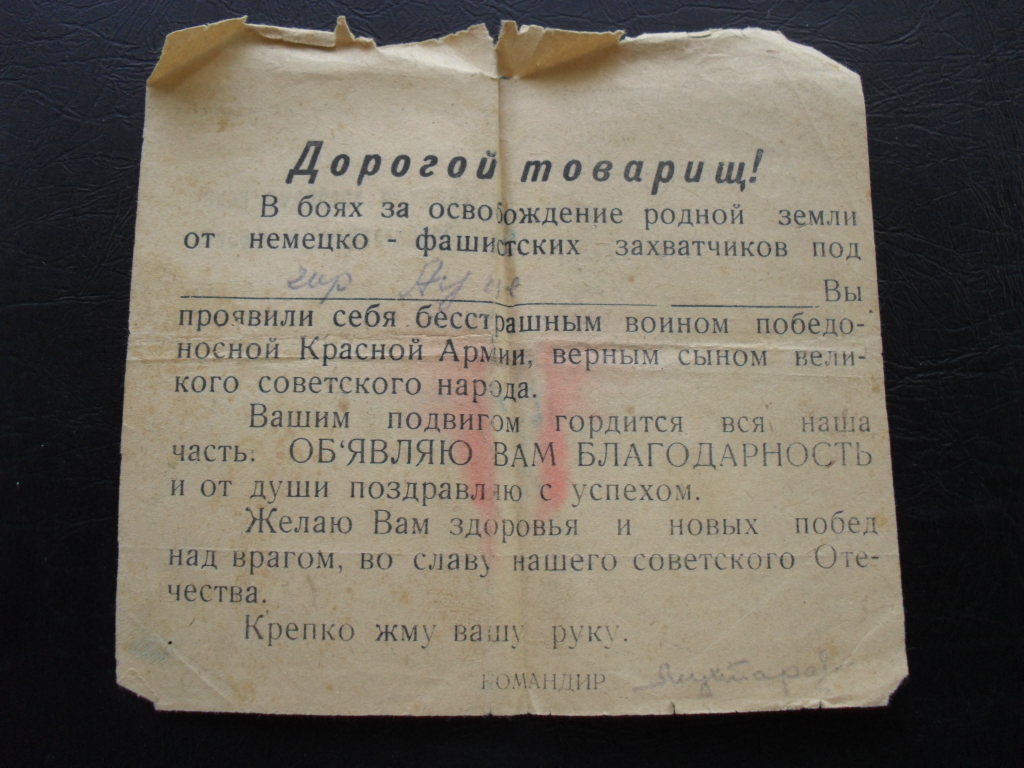 Дорогой товарищ!
В боях за освобождение родной земли
от немецко - фашистских захватчиков под
Вы
проявили себя бесстрашным воином победо-
носной Красной Армии, верным сыном вели-
кого советского народа.
Вашим подвигом гордится вся наша
часть. ОБ‘ЯВЛЯЮ ВАМ БЛАГОДАРНОСТЬ
и от души поздравляю с успехом.
Желаю Вам здоровья и новых побед
над врагом, во славу нашего советского Оте-
чества.
Крепко жму вашу руку.
КОМАНДИР